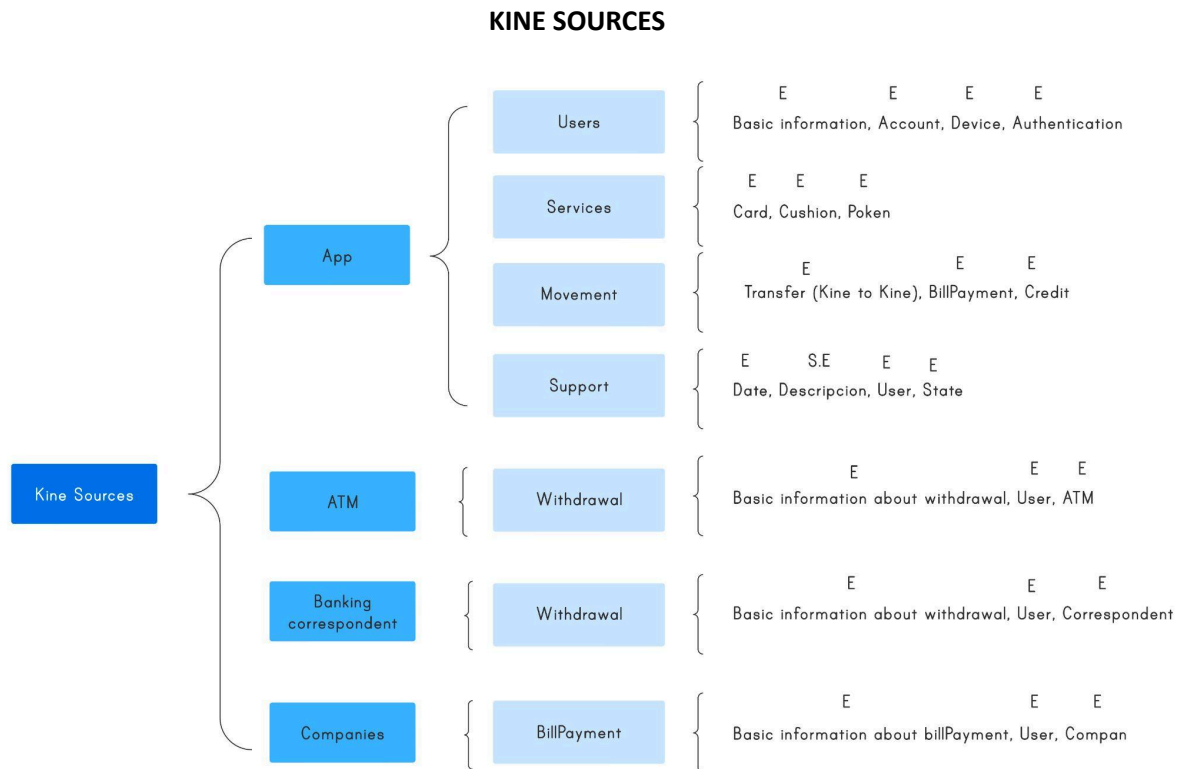 KINE SOURCES
E E E E
Users
Basic information, Account, Device, Authentication
E E E
Services
Card, Cushion, Poken
App
E E E
Movement
Transfer (Kine to Kine), BillPayment, Credit
E S.E E E
Support
Date, Descripcion, User, State
Kine Sources
E E E
ATM
Withdrawal
Basic information about withdrawal, User, ATM
E E E
Banking
correspondent
Withdrawal
Basic information about withdrawal, User, Correspondent
E E E
Companies
BillPayment
Basic information about billPayment, User, Compan